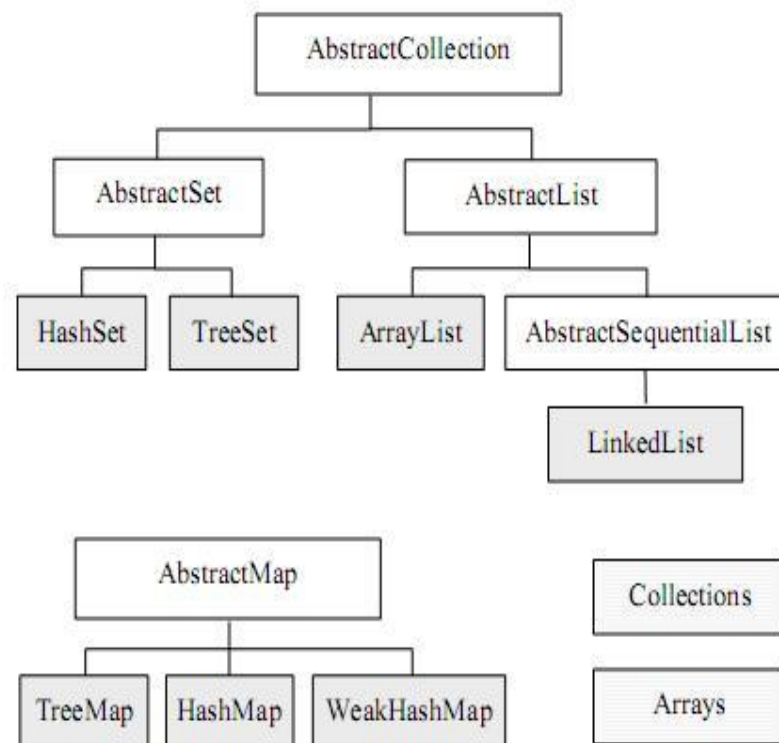 AbstractCollection
AbstractSet
AbstractList
HashSet
TreeSet
ArrayList
AbstractSequentialList
LinkedList
AbstractMap
Collections
TreeMap
HashMap
WeakHashMap
Arrays